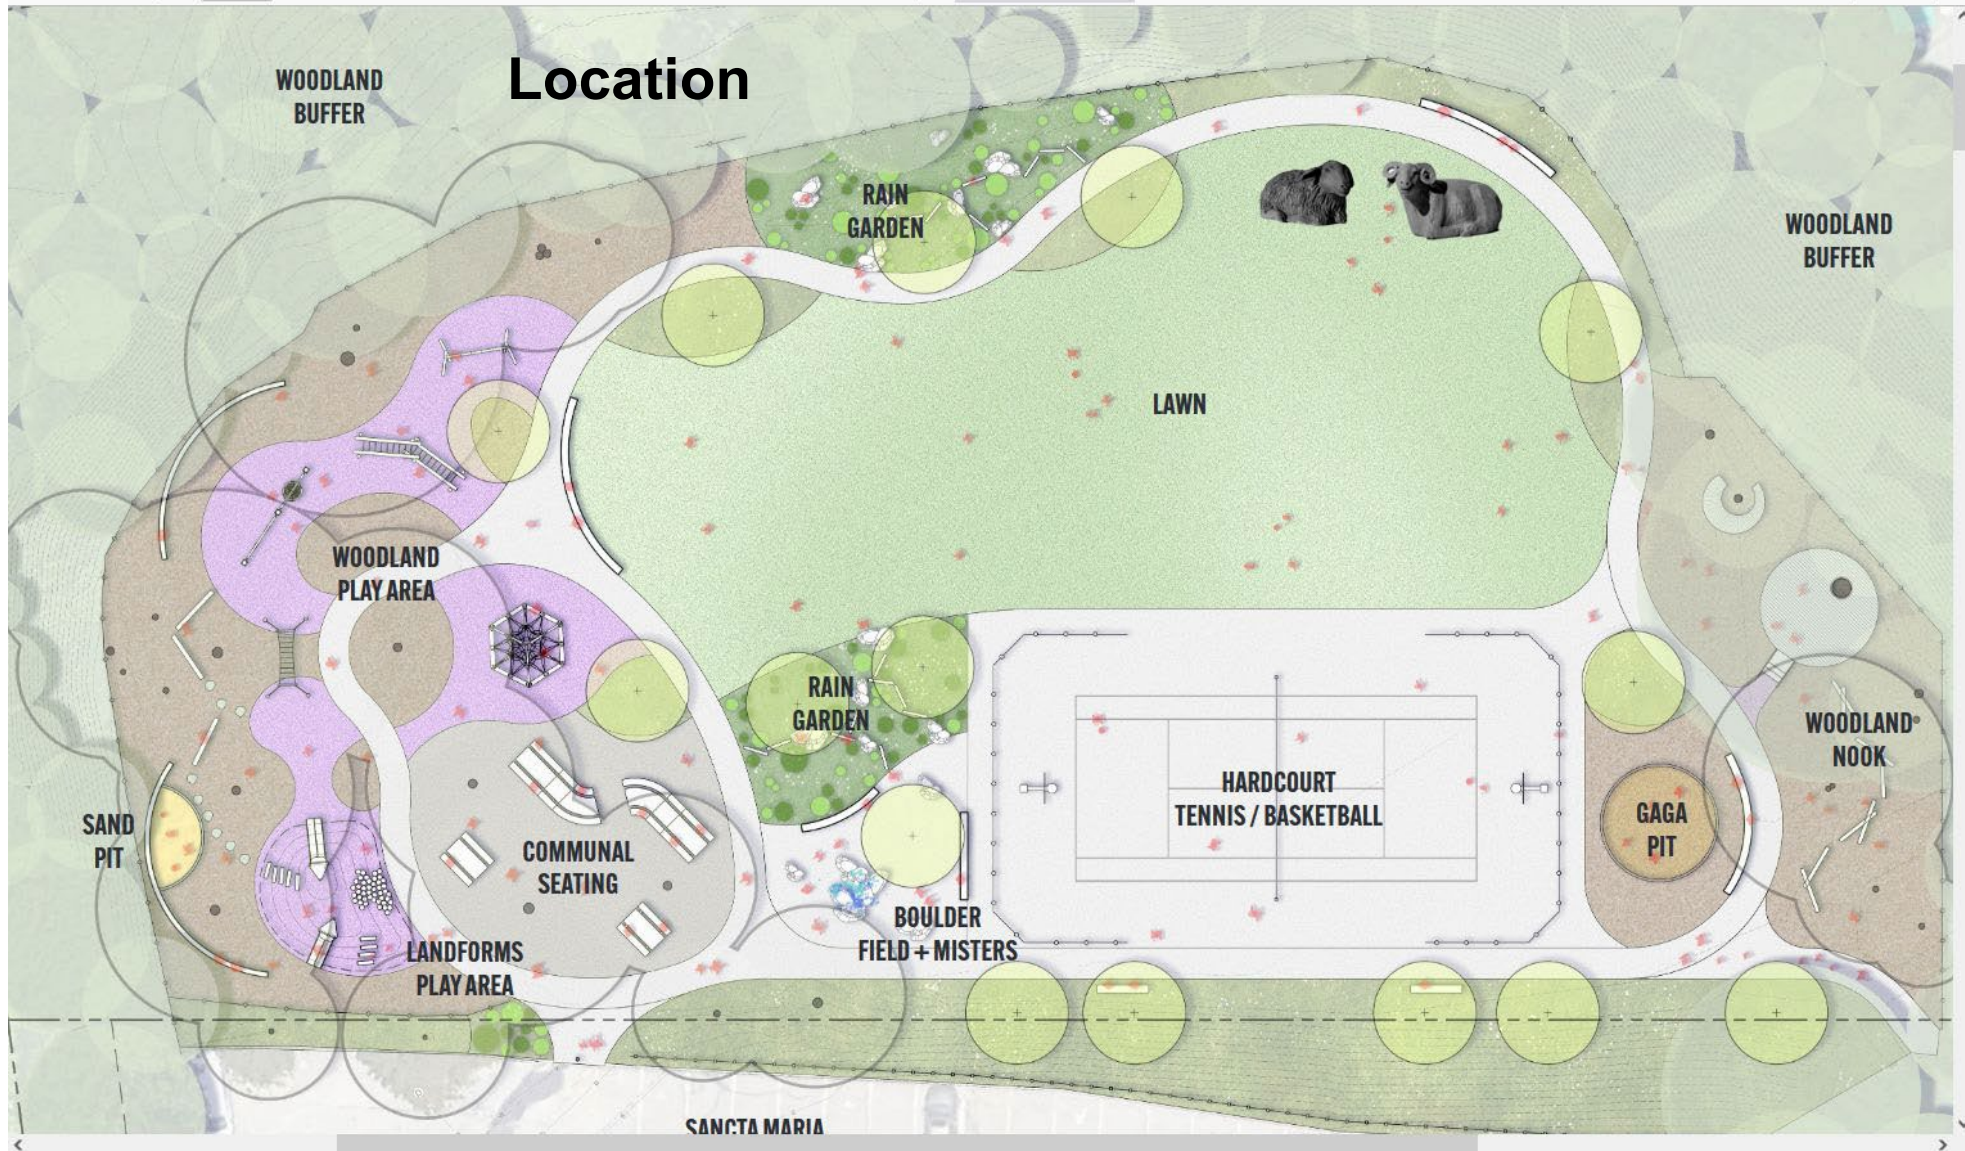 Location
WOODLAND
BUFFER
RAIN
GARDEN
WOODLAND
BUFFER
LAWN
WOODLAND
PLAY AREA
RAIN
GARDEN
WOODLAND
NOOK
HARDCOURT
TENNIS / BASKETBALL
GAGA
PIT
SAND
PIT
COMMUNAL
SEATING
BOULDER
FIELD + MISTERS
LANDFORMS
PLAY AREA
SANCTA MARIA